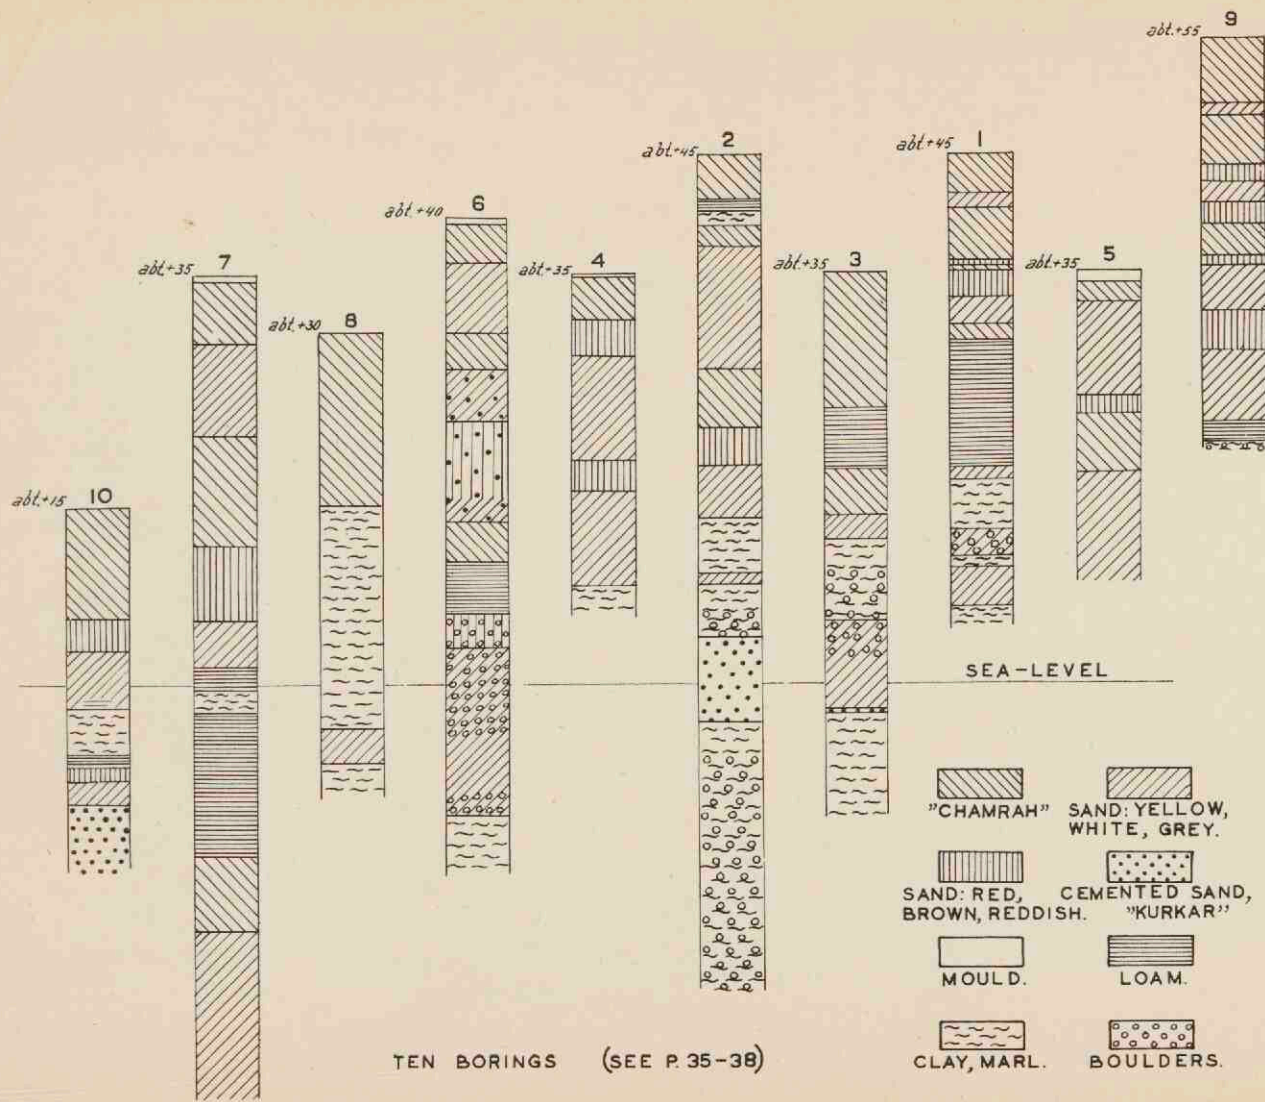 9
abt.+55
2
abt.+45
1
abt.+45
6
abt.+40
7
abt.+35
4
abt.+35
3
abt.+35
5
abt.+35
8
abt.+30
10
abt.+15
SEA-LEVEL
"CHAMRAH"
SAND: YELLOW,
WHITE, GREY.
SAND: RED,
BROWN, REDDISH.
CEMENTED SAND,
"KURKAR"
MOULD.
LOAM.
CLAY, MARL.
BOULDERS.
TEN BORINGS (SEE P. 35-38)